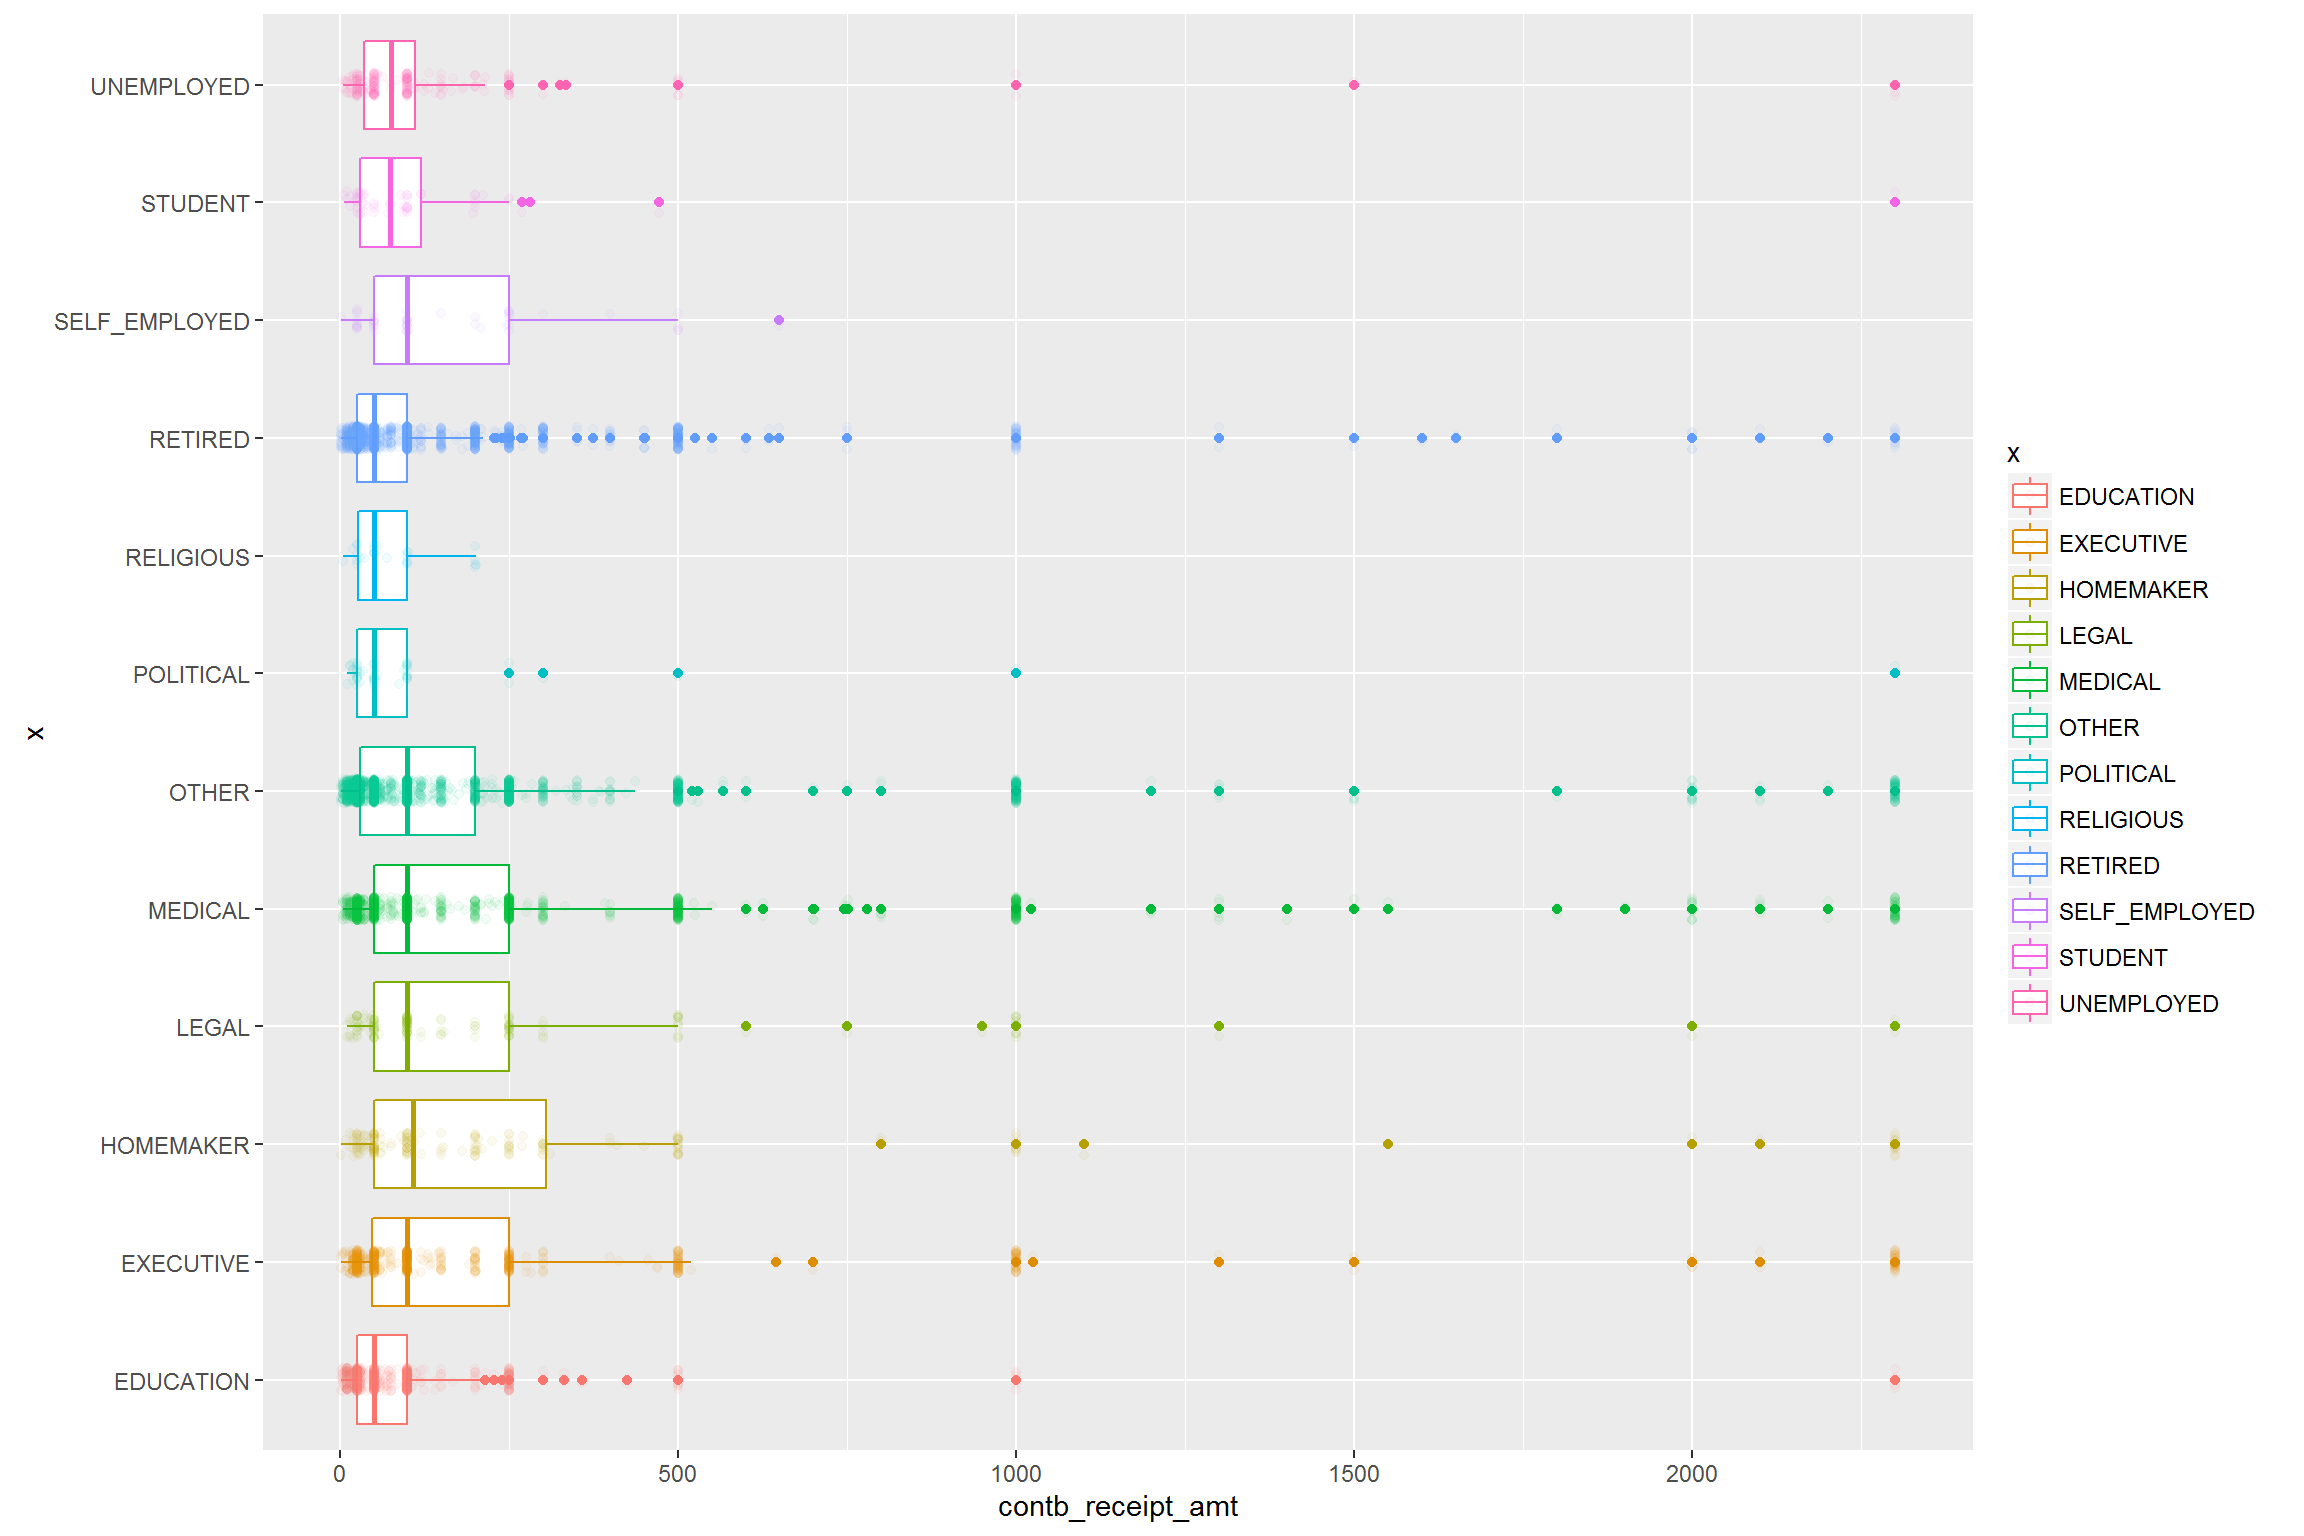 UNEMPLOYED
STUDENT
SELF_EMPLOYED
RETIRED
RELIGIOUS
POLITICAL
OTHER
MEDICAL
LEGAL
HOMEMAKER
EXECUTIVE
EDUCATION
x
0 500 1000 1500 2000
contb_receipt_amt
x
EDUCATION
EXECUTIVE
HOMEMAKER
LEGAL
MEDICAL
OTHER
POLITICAL
RELIGIOUS
RETIRED
SELF_EMPLOYED
STUDENT
UNEMPLOYED